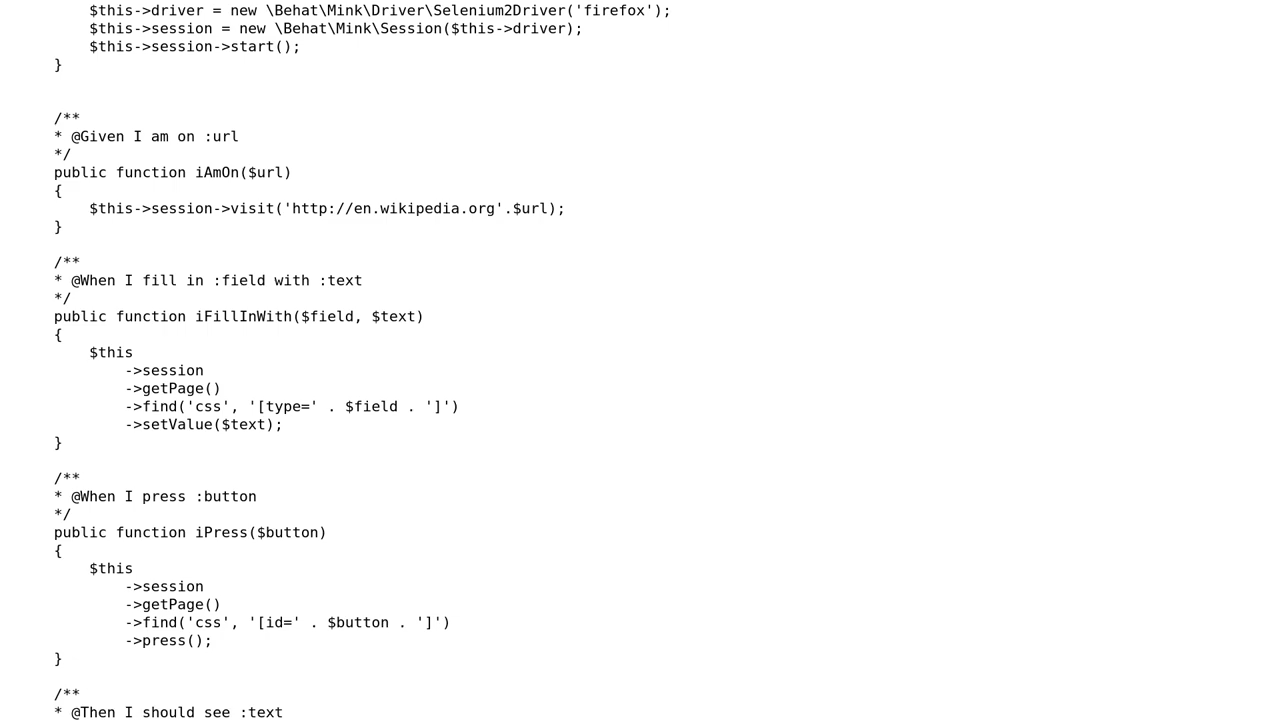 $this->driver = new \Behat\Mink\Driver\Selenium2Driver('firefox');
$this->session = new \Behat\Mink\Session($this->driver);
$this->session->start();
}
/**
* @Given I am on :url
*/
public function iAmOn($url)
{
$this->session->visit('http://en.wikipedia.org'.$url);
}
/**
* @When I fill in :field with :text
*/
public function iFillInWith($field, $text)
{
$this
->session
->getPage()
->find('css', '[type=' . $field . ']')
->setValue($text);
}
/**
* @When I press :button
*/
public function iPress($button)
{
$this
->session
->getPage()
->find('css', '[id=' . $button . ']')
->press();
}
/**
* @Then I should see :text